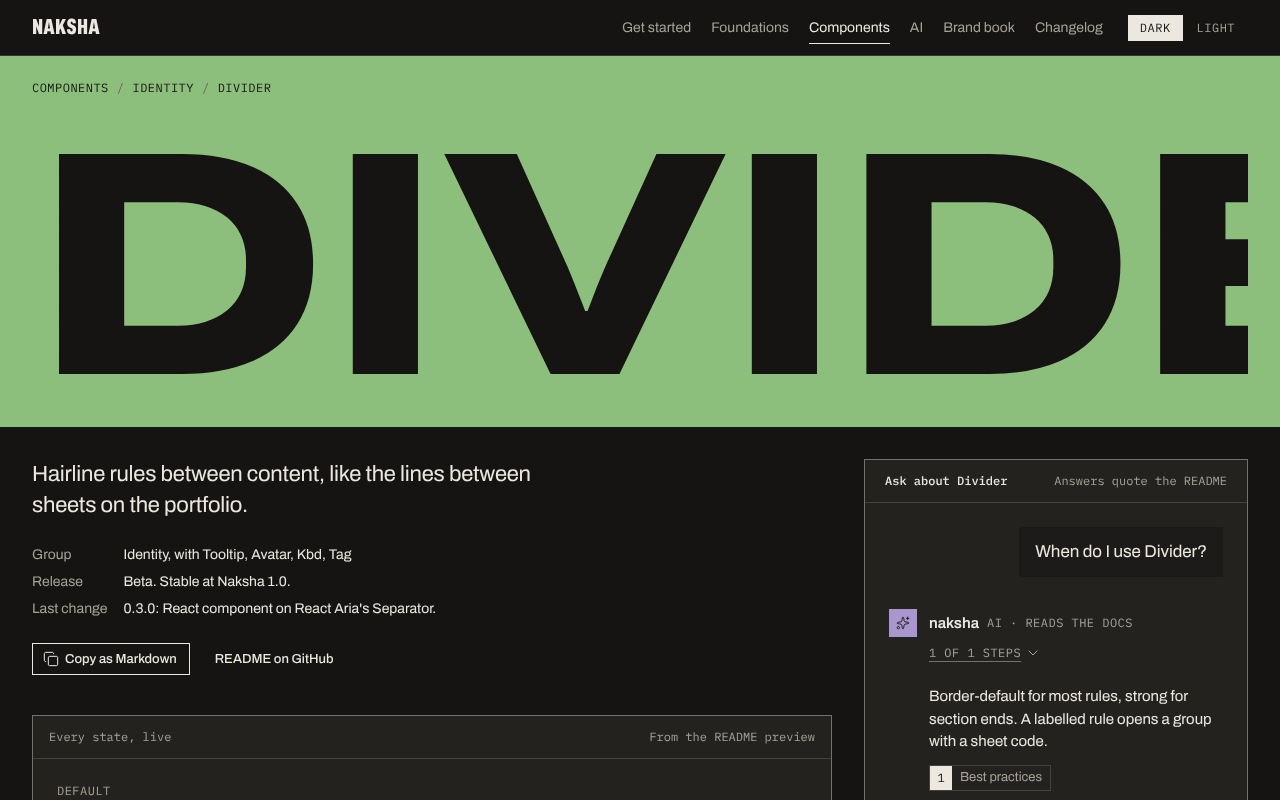 NAKSHA
Get started Foundations Components AI Brand book Changelog DARK LIGHT
COMPONENTS / IDENTITY / DIVIDER
DIVIDE
Hairline rules between content, like the lines between
sheets on the portfolio.
Group Identity, with Tooltip, Avatar, Kbd, Tag
Release Beta. Stable at Naksha 1.0.
Last change 0.3.0: React component on React Aria's Separator.
Copy as Markdown README on GitHub
Every state, live From the README preview
DEFAULT
Ask about Divider Answers quote the README
When do I use Divider?
naksha AI · READS THE DOCS
1 OF 1 STEPS
Border-default for most rules, strong for
section ends. A labelled rule opens a group
with a sheet code.
1 Best practices